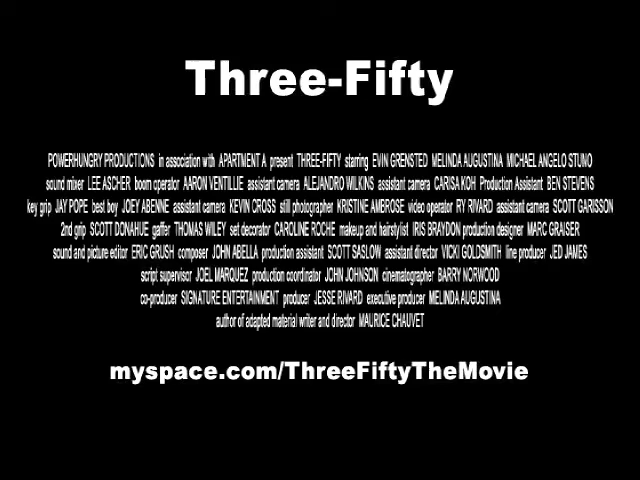 Three-Fifty
POWERHUNGRY PRODUCTIONS in association with APARTMENT A present THREE-FIFTY starring EVIN GRENSTED MELINDA AUGUSTINA MICHAEL ANGELO STUNO
sound mixer LEE ASCHER boom operator AARON VENTILLIE assistant camera ALEJANDRO WILKINS assistant camera CARISA KOH Production Assistant BEN STEVENS
key grip JAY POPE best boy JOEY ABENNE assistant camera KEVIN CROSS still photographer KRISTINE AMBROSE video operator RY RIVARD assistant camera SCOTT GARISSON
2nd grip SCOTT DONAHUE gaffer THOMAS WILEY set decorator CAROLINE ROCHE makeup and hairstylist IRIS BRAYDON production designer MARC GRAISER
sound and picture editor ERIC GRUSH composer JOHN ABELLA production assistant SCOTT SASLOW assistant director VICKI GOLDSMITH line producer JED JAMES
script supervisor JOEL MARQUEZ production coordinator JOHN JOHNSON cinematographer BARRY NORWOOD
co-producer SIGNATURE ENTERTAINMENT producer JESSE RIVARD executive producer MELINDA AUGUSTINA
author of adapted material writer and director MAURICE CHAUVET
myspace.com/ThreeFiftyTheMovie